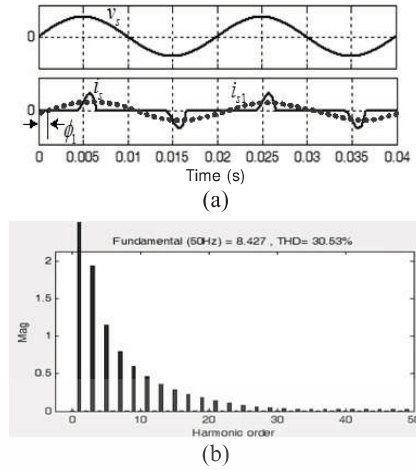 v_s
0
i_s
i_s1
0
ϕ_1
0 0.005 0.01 0.015 0.02 0.025 0.03 0.035 0.04
Time (s)
(a)
Fundamental (50Hz) = 8.427 , THD= 30.53%
2
1.5
1
0.5
0
Mag
0 10 20 30 40 50
Harmonic order
(b)